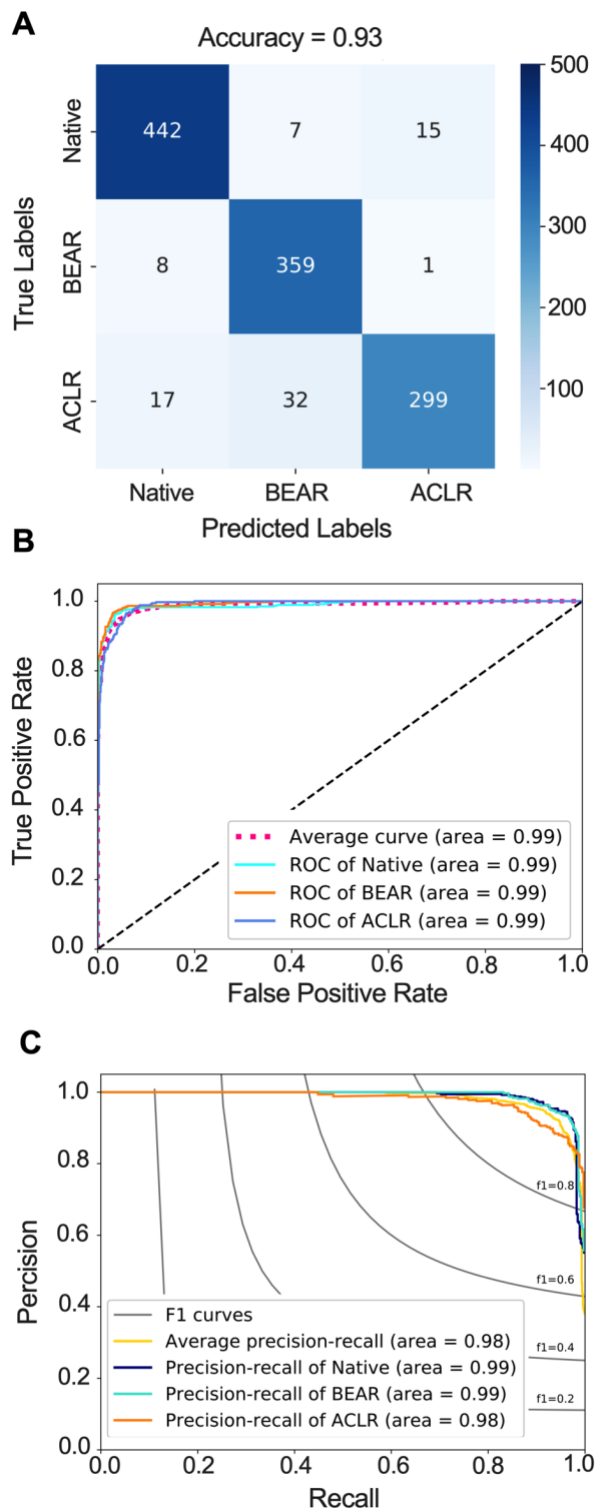 A
Accuracy = 0.93
True Labels
Native
442 7 15
BEAR
8 359 1
ACLR
17 32 299
Native BEAR ACLR
Predicted Labels
500
400
300
200
100
B
True Positive Rate
1.0
0.8
0.6
0.4
0.2
0.0
Average curve (area = 0.99)
ROC of Native (area = 0.99)
ROC of BEAR (area = 0.99)
ROC of ACLR (area = 0.99)
0.0 0.2 0.4 0.6 0.8 1.0
False Positive Rate
C
Percision
1.0
0.8
0.6
0.4
0.2
0.0
f1=0.8
f1=0.6
f1=0.4
f1=0.2
F1 curves
Average precision-recall (area = 0.98)
Precision-recall of Native (area = 0.99)
Precision-recall of BEAR (area = 0.99)
Precision-recall of ACLR (area = 0.98)
0.0 0.2 0.4 0.6 0.8 1.0
Recall